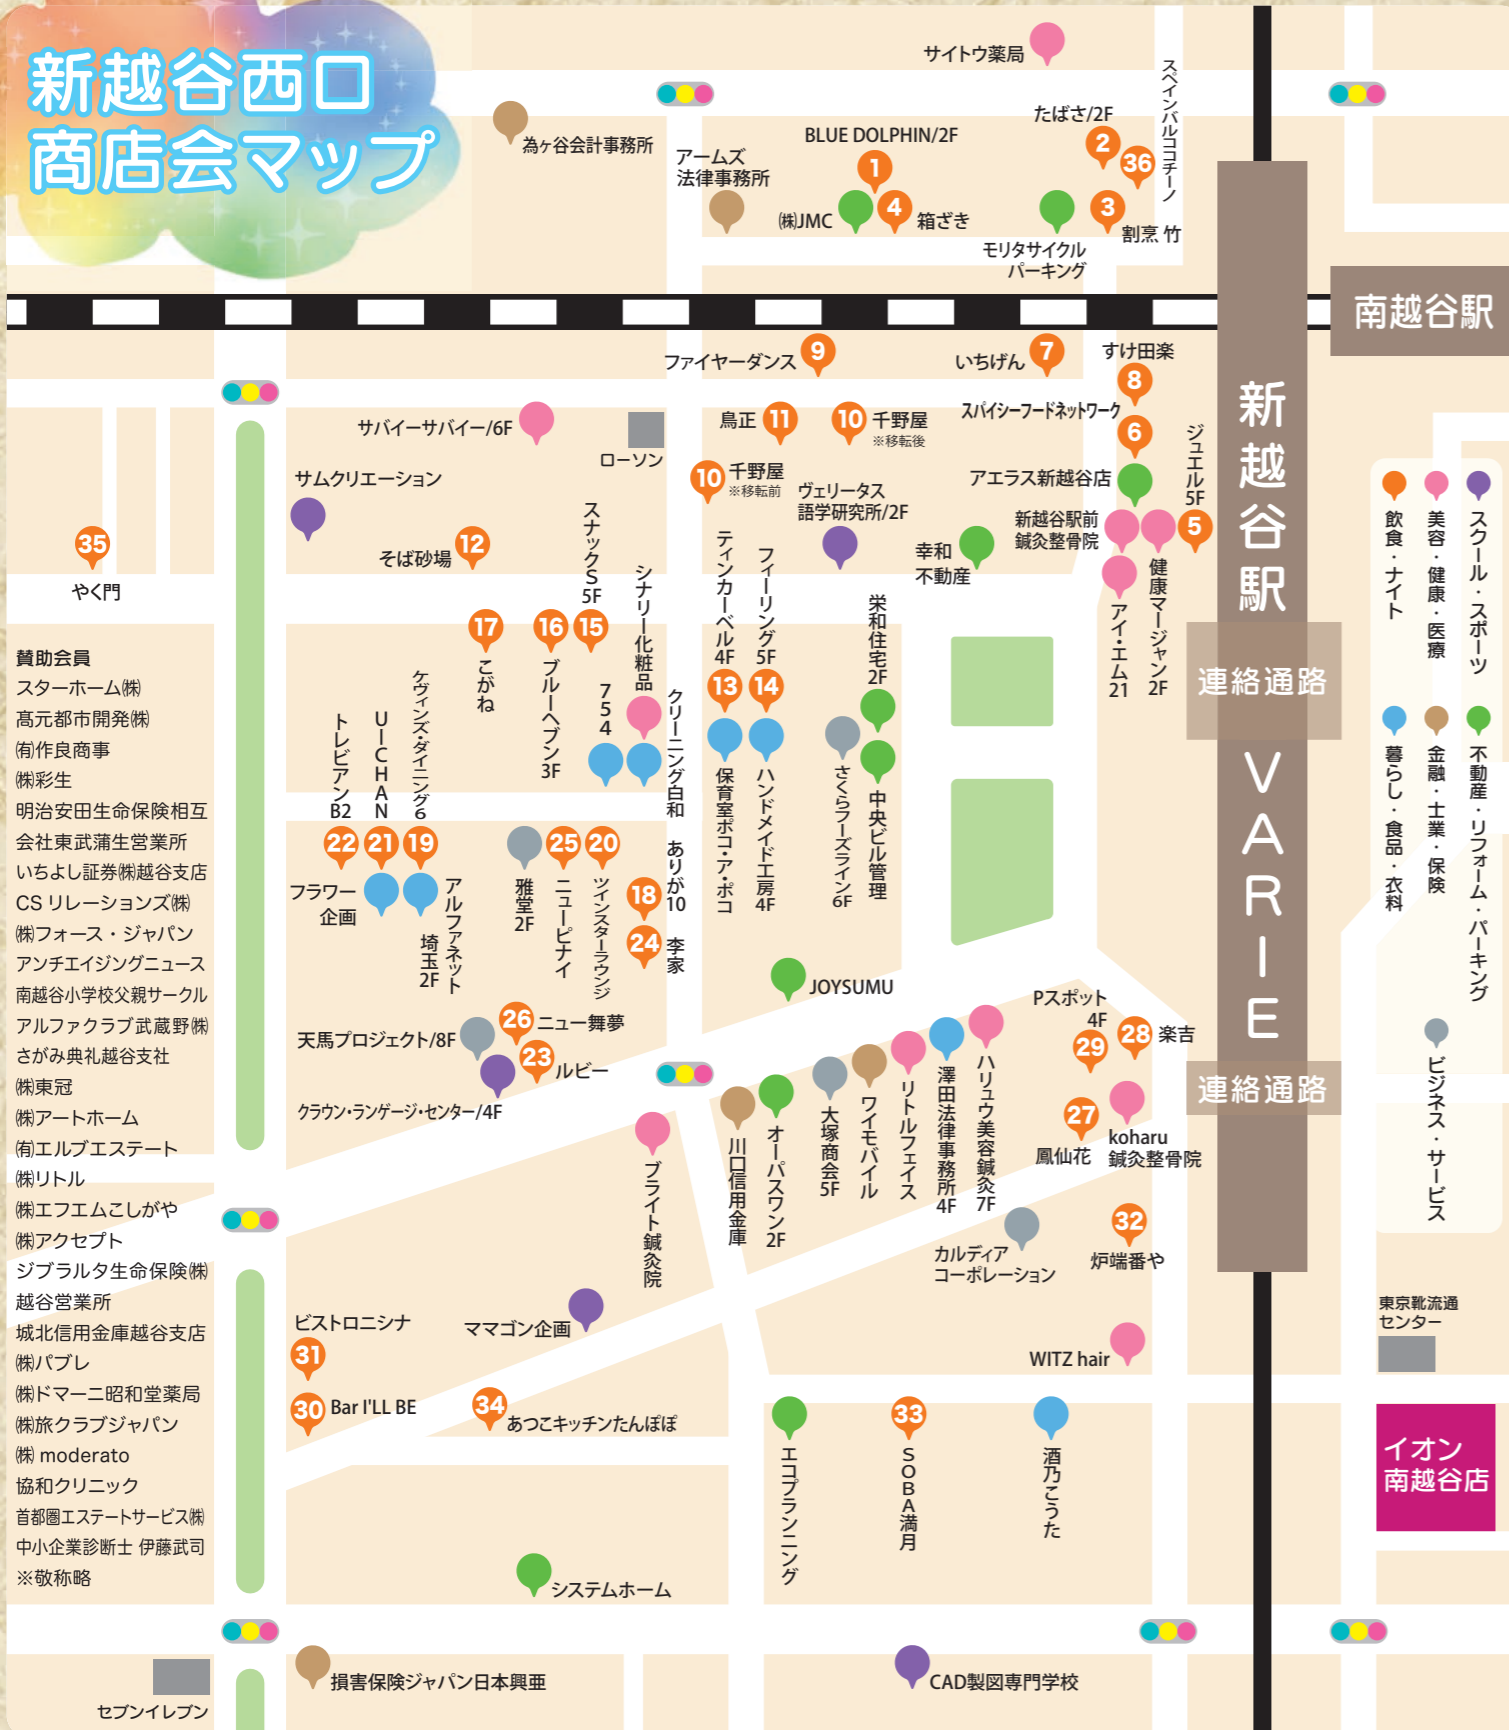 新越谷西口
商店会マップ
サイトウ薬局
為ヶ谷会計事務所
アームズ
法律事務所
BLUE DOLPHIN/2F
1
㈱JMC
4
箱ざき
たばさ/2F
2
36
スペインバルココチーノ
3
割烹 竹
モリタサイクル
パーキング
南越谷駅
新越谷駅
VARIE
連絡通路
連絡通路
ファイヤーダンス
9
いちげん
7
すけ田楽
8
スパイシーフードネットワーク
6
ジュエル
5F
5
アエラス新越谷店
新越谷駅前
鍼灸整骨院
健康マージャン
2F
アイ・エム
21
サバイーサバイー/6F
ローソン
鳥正
11
10
千野屋
※移転後
10
千野屋
※移転前
ヴェリータス
語学研究所/2F
幸和
不動産
サムクリエーション
35
やく門
そば砂場
12
スナックS
5F
15
16
ブルーヘブン
3F
17
こがね
シナリー化粧品
754
クリーニング白和
ティンカーベル
4F
13
保育室ポコ・ア・ポコ
フィーリング
5F
14
ハンドメイド工房
4F
栄和住宅
2F
さくらフーズライン
6F
中央ビル管理
トレビアン
B2
22
UーCHAN
21
ケヴィンズ・ダイニング6
19
フラワー
企画
アルファネット
埼玉
2F
雅堂
2F
25
ニューピナイ
20
ツインスターラウンジ
ありが10
18
24
李家
JOYSUMU
天馬プロジェクト/8F
26
ニュー舞夢
23
ルビー
クラウン・ランゲージ・センター/4F
Pスポット
4F
29
28
楽吉
27
鳳仙花
koharu
鍼灸整骨院
ブライト鍼灸院
川口信用金庫
オーパスワン
2F
大塚商会
5F
ワイモバイル
リトルフェイス
澤田法律事務所
4F
ハリュウ美容鍼灸
7F
カルディア
コーポレーション
32
炉端番や
ビストロニシナ
31
ママゴン企画
30
Bar I'LL BE
34
あつこキッチンたんぽぽ
WITZ hair
エコプランニング
33
SOBA満月
酒乃こうた
システムホーム
損害保険ジャパン日本興亜
CAD製図専門学校
セブンイレブン
東京靴流通
センター
イオン
南越谷店
スクール・スポーツ
美容・健康・医療
飲食・ナイト
不動産・リフォーム・パーキング
金融・士業・保険
暮らし・食品・衣料
ビジネス・サービス
賛助会員
スターホーム㈱
髙元都市開発㈱
㈲作良商事
㈱彩生
明治安田生命保険相互
会社東武蒲生営業所
いちよし証券㈱越谷支店
CS リレーションズ㈱
㈱フォース・ジャパン
アンチエイジングニュース
南越谷小学校父親サークル
アルファクラブ武蔵野㈱
さがみ典礼越谷支社
㈱東冠
㈱アートホーム
㈲エルブエステート
㈱リトル
㈱エフエムこしがや
㈱アクセプト
ジブラルタ生命保険㈱
越谷営業所
城北信用金庫越谷支店
㈱パブレ
㈱ドマーニ昭和堂薬局
㈱旅クラブジャパン
㈱ moderato
協和クリニック
首都圏エステートサービス㈱
中小企業診断士 伊藤武司
※敬称略